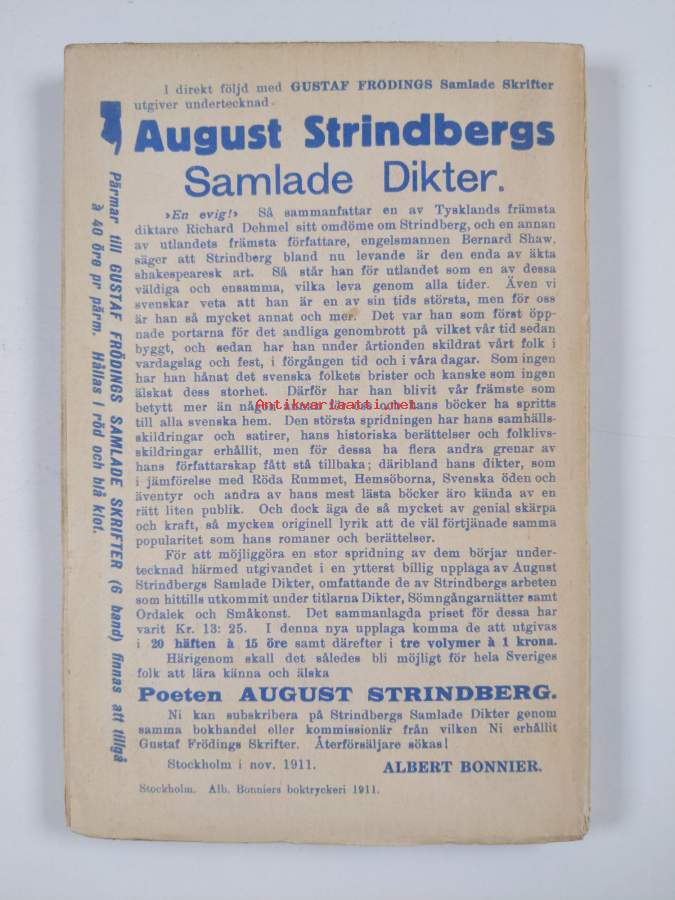 I direkt följd med GUSTAF FRÖDINGS Samlade Skrifter
utgiver undertecknad
August Strindbergs
Samlade Dikter.
»En evig!» Så sammanfattar en av Tysklands främsta
diktare Richard Dehmel sitt omdöme om Strindberg, och en annan
av utlandets främsta författare, engelsmannen Bernard Shaw,
säger att Strindberg bland nu levande är den enda av äkta
shakespearesk art. Så står han för utlandet som en av dessa
väldiga och ensamma, vilka leva genom alla tider. Även vi
svenskar veta att han är en av sin tids största, men för oss
är han så mycket annat och mer. Det var han som först öpp-
nade portarna för det andliga genombrott på vilket vår tid sedan
byggt, och sedan har han under årtionden skildrat vårt folk i
vardagslag och fest, i förgången tid och i våra dagar. Som ingen
har han hånat det svenska folkets brister och kanske som ingen
älskat dess storhet. Därför har han blivit vår främste som
betytt mer än någon annan för oss och hans böcker ha spritts
till alla svenska hem. Den största spridningen har hans samhälls-
skildringar och satirer, hans historiska berättelser och folklivs-
skildringar erhållit, men för dessa ha flera andra grenar av
hans författarskap fått stå tillbaka; däribland hans dikter, som
i jämförelse med Röda Rummet, Hemsöborna, Svenska öden och
äventyr och andra av hans mest lästa böcker äro kända av en
rätt liten publik. Och dock äga de så mycket av genial skärpa
och kraft, så mycken originell lyrik att de väl förtjänade samma
popularitet som hans romaner och berättelser.
För att möjliggöra en stor spridning av dem börjar under-
tecknad härmed utgivandet i en ytterst billig upplaga av August
Strindbergs Samlade Dikter, omfattande de av Strindbergs arbeten
som hittills utkommit under titlarna Dikter, Sömngångarnätter samt
Ordalek och Småkonst. Det sammanlagda priset för dessa har
varit Kr. 13: 25. I denna nya upplaga komma de att utgivas
i 20 häften à 15 öre samt därefter i tre volymer à 1 krona.
Härigenom skall det således bli möjligt för hela Sveriges
folk att lära känna och älska
Poeten AUGUST STRINDBERG.
Ni kan subskribera på Strindbergs Samlade Dikter genom
samma bokhandel eller kommissionär från vilken Ni erhållit
Gustaf Frödings Skrifter. Återförsäljare sökas!
Stockholm i nov. 1911. ALBERT BONNIER.
Stockholm. Alb. Bonniers boktryckeri 1911.
Pärmar till GUSTAF FRÖDINGS SAMLADE SKRIFTER (6 band) finnas att tillgå
à 40 öre pr pärm. Hållas i röd och blå klot.
Antikvariaatti.net